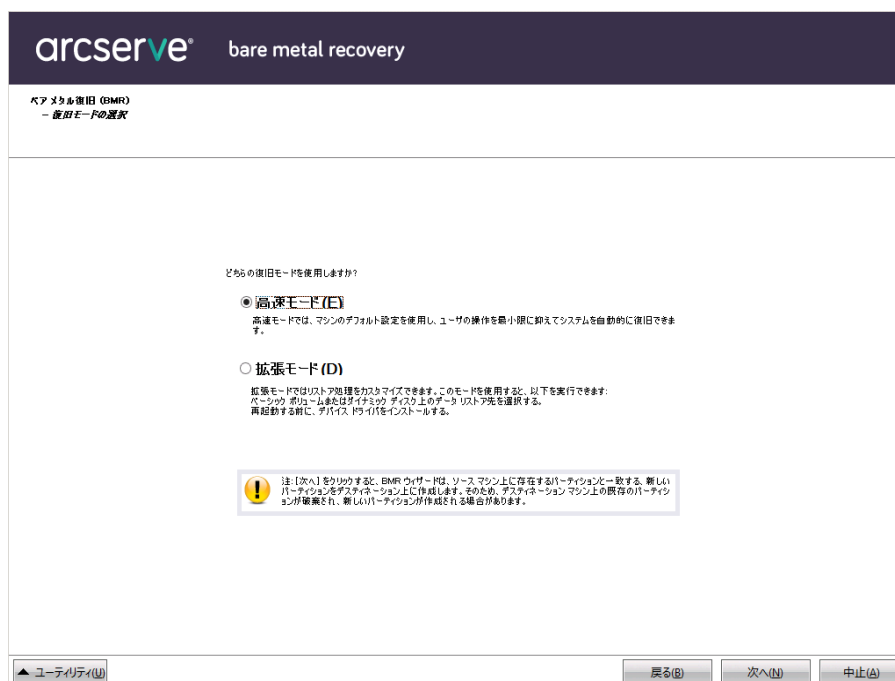 arcserve® bare metal recovery
ベア メタル復旧 (BMR)
– 復旧モードの選択
どちらの復旧モードを使用しますか?
高速モード(E)
高速モードでは、マシンのデフォルト設定を使用し、ユーザの操作を最小限に抑えてシステムを自動的に復旧できま
す。
拡張モード(D)
拡張モードではリストア処理をカスタマイズできます。このモードを使用すると、以下を実行できます:
ベーシック ボリュームまたはダイナミック ディスク上のデータ リストア先を選択する。
再起動する前に、デバイス ドライバをインストールする。
注: [次へ] をクリックすると、BMR ウィザードは、ソース マシン上に存在するパーティションと一致する、新しい
パーティションをデスティネーション上に作成します。そのため、デスティネーション マシン上の既存のパーティシ
ョンが破棄され、新しいパーティションが作成される場合があります。
ユーティリティ(U)
戻る(B)
次へ(N)
中止(A)